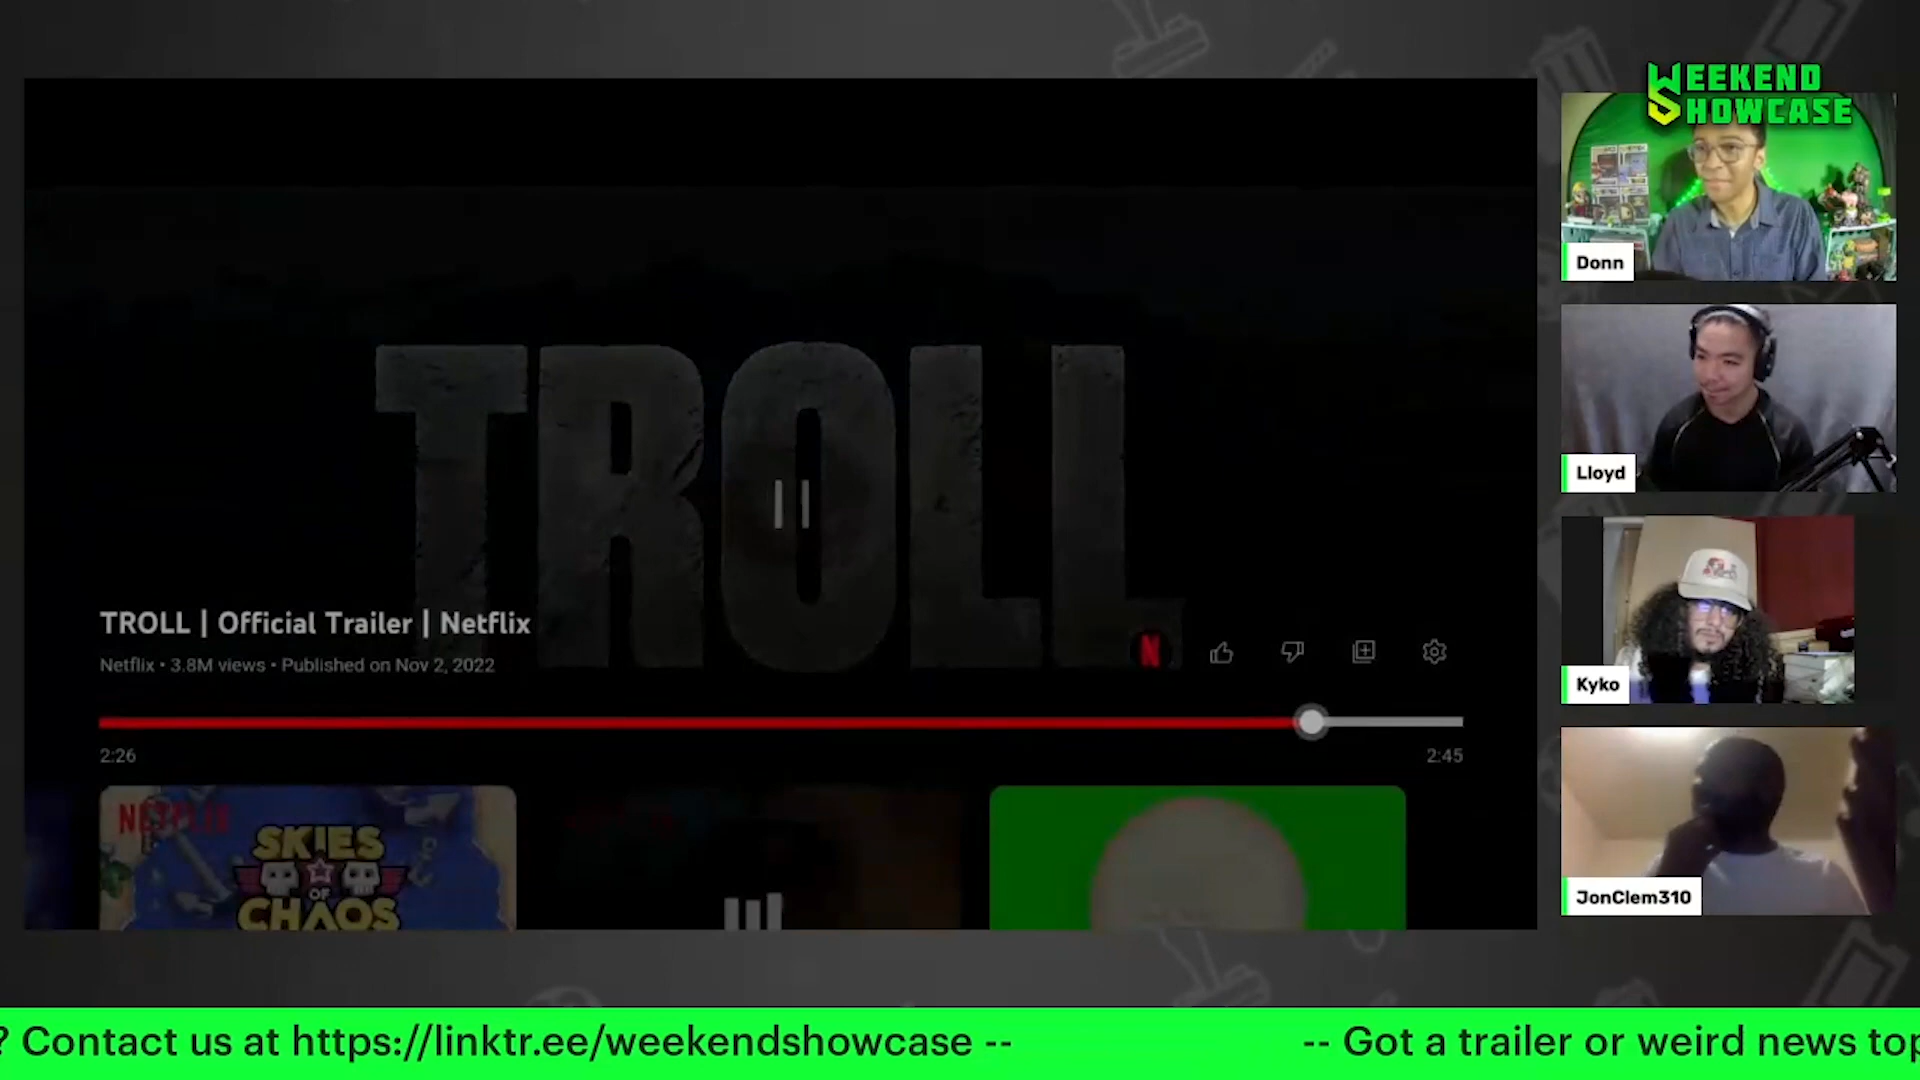 WEEKEND
SHOWCASE
TROLL
TROLL | Official Trailer | Netflix
Netflix • 3.8M views • Published on Nov 2, 2022
N
2:26
2:45
NETFLIX
SKIES
OF
CHAOS
Donn
Lloyd
Kyko
JonClem310
? Contact us at https://linktr.ee/weekendshowcase -- -- Got a trailer or weird news top